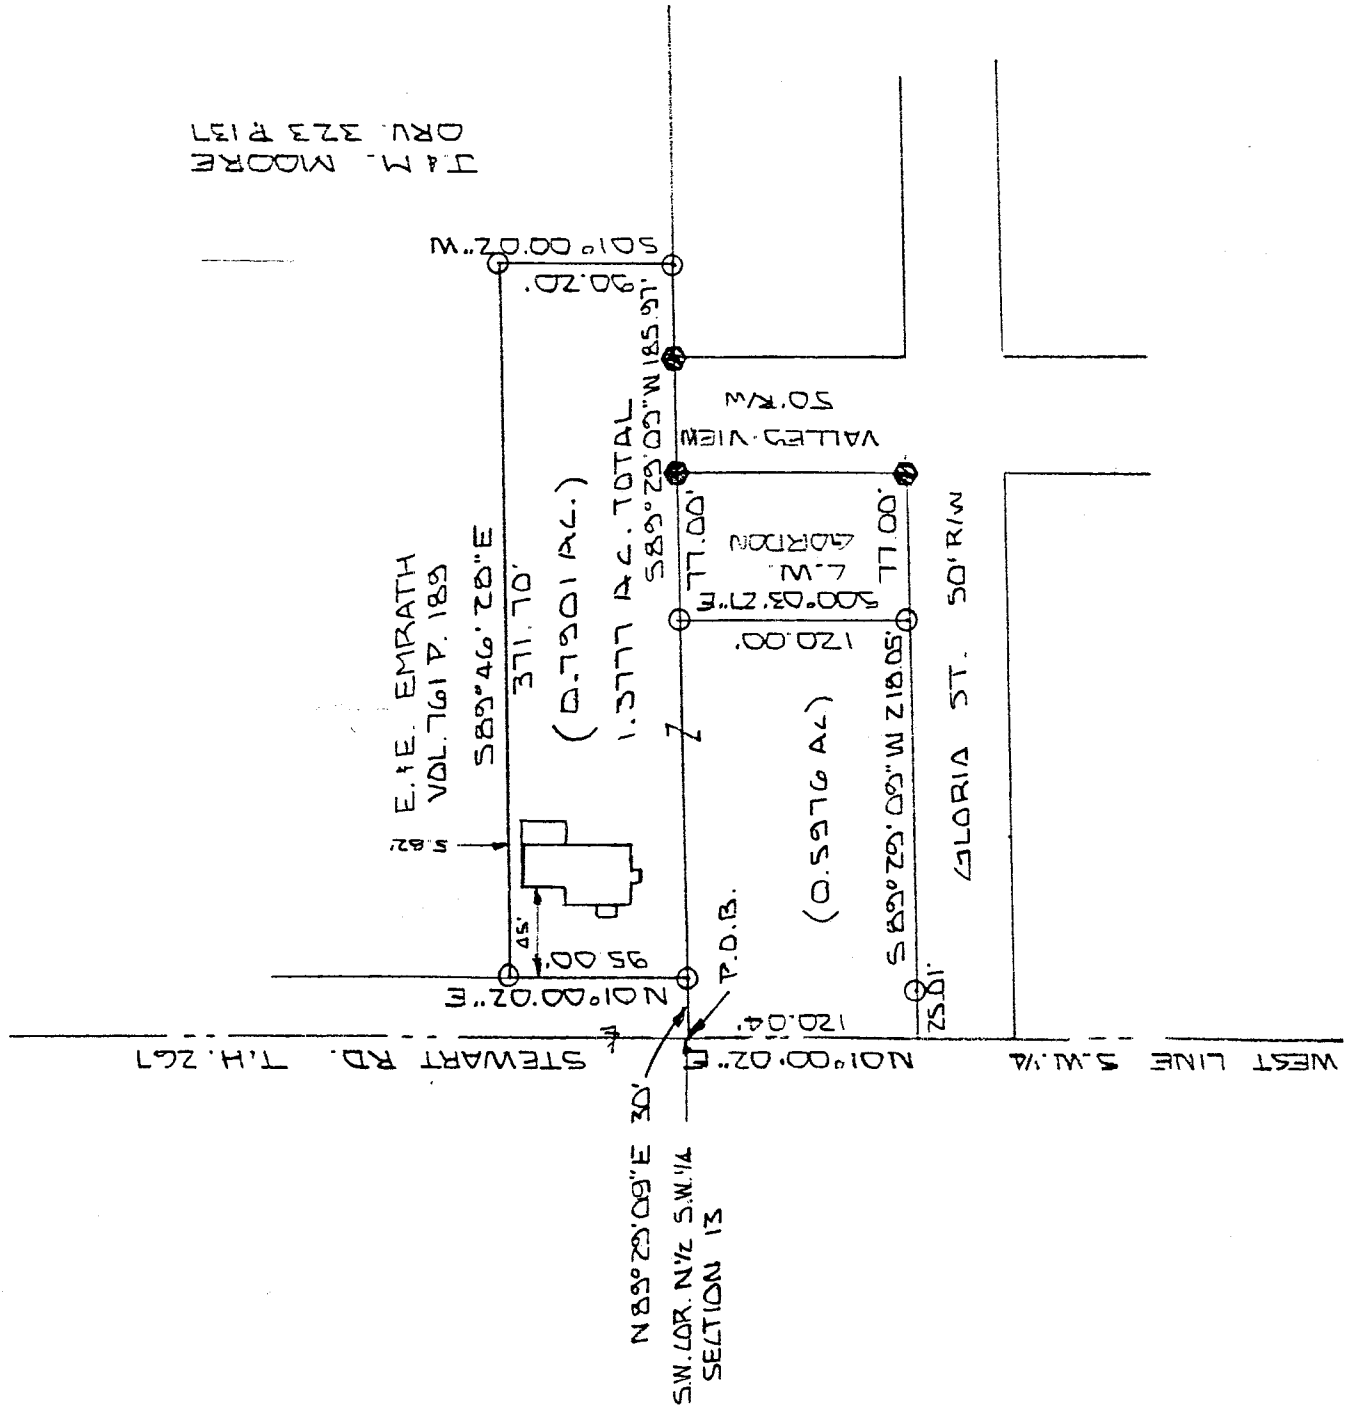 J & M. MOORE
ORV. 323 P. 137
E. & E. EMRATH
VOL. 761 P. 189
S89°46'20"E
371.70'
(0.7901 AC.)
1.3777 AC. TOTAL
S89°29'09"W 185.97'
S01°00'02"W
90.20'
VALLEY VIEW
50' R/W
77.00'
L.W.
GORDON
77.00'
S00°03'27"E
120.00'
(0.5976 AC)
S89°29'09"W 218.05'
GLORIA ST. 50' R/W
5.82'
45'
95.00'
N01°00'02"E
P.O.B.
120.04'
25.01'
WEST LINE S.W. 1/4
N01°00'02"E
STEWART RD. T.H. 267
N89°29'09"E 30'
S.W. COR. N 1/2 S.W. 1/4
SECTION 13